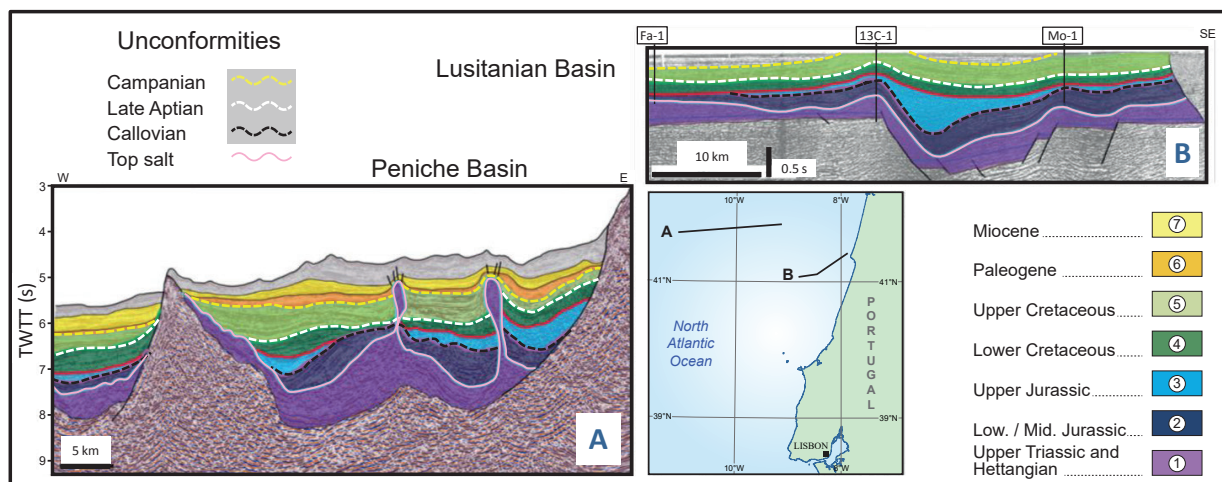 Unconformities
Campanian
Late Aptian
Callovian
Top salt
Lusitanian Basin
Peniche Basin
Fa-1
13C-1
Mo-1
SE
10 km
0.5 s
B
W
E
3
4
5
6
7
8
9
TWTT (s)
5 km
A
10°W
8°W
A
B
41°N
41°N
North
Atlantic
Ocean
PORTUGAL
39°N
39°N
LISBON
10°W
8°W
Miocene
7
Paleogene
6
Upper Cretaceous
5
Lower Cretaceous
4
Upper Jurassic
3
Low. / Mid. Jurassic
2
Upper Triassic and
Hettangian
1